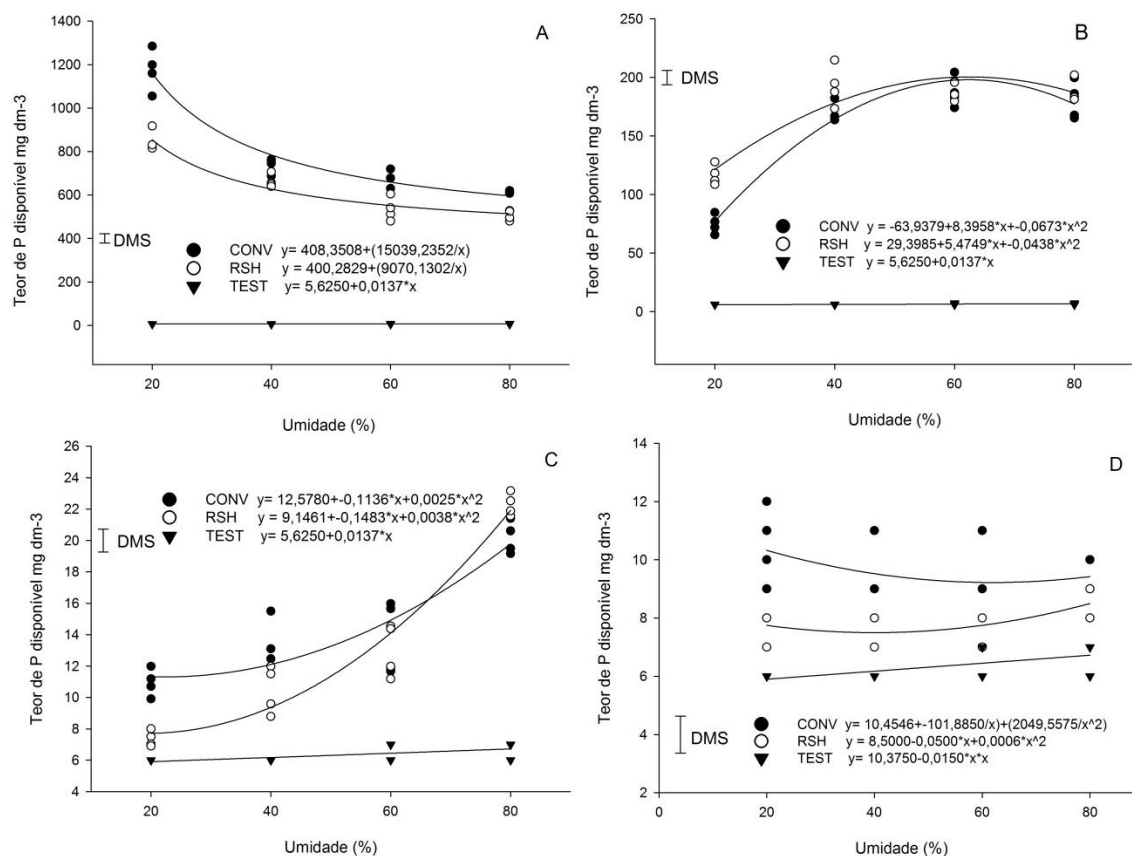 A
1400
1200
1000
800
600
400
200
0
Teor de P disponível mg dm-3
DMS
CONV y= 408,3508+(15039,2352/x)
RSH y = 400,2829+(9070,1302/x)
TEST y= 5,6250+0,0137*x
20 40 60 80
Umidade (%)
B
250
200
150
100
50
0
Teor de P disponível mg dm-3
DMS
CONV y= -63,9379+8,3958*x+-0,0673*x^2
RSH y = 29,3985+5,4749*x+-0,0438*x^2
TEST y = 5,6250+0,0137*x
20 40 60 80
Umidade (%)
C
26
24
22
20
18
16
14
12
10
8
6
4
Teor de P disponível mg dm-3
CONV y= 12,5780+-0,1136*x+0,0025*x^2
RSH y= 9,1461+-0,1483*x+0,0038*x^2
TEST y= 5,6250+0,0137*x
DMS
20 40 60 80
Umidade (%)
D
14
12
10
8
6
4
2
Teor de P disponível mg dm-3
DMS
CONV y= 10,4546+-101,8850/x)+(2049,5575/x^2)
RSH y = 8,5000-0,0500*x+0,0006*x^2
TEST y= 10,3750-0,0150*x*x
0 20 40 60 80
Umidade (%)